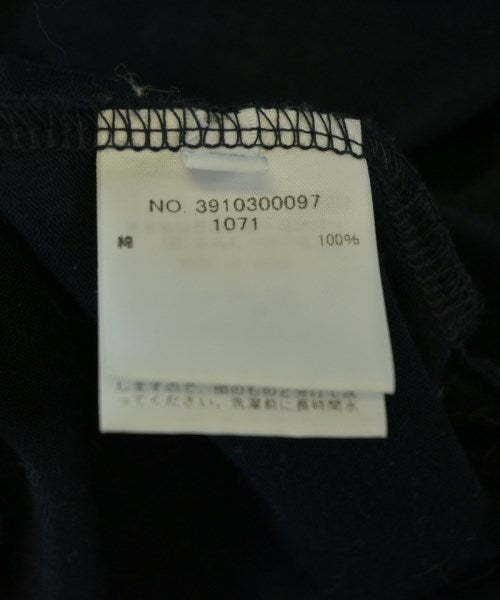 NO. 3910300097
1071
綿 100%
しますので、他のものと分けて洗
ってください。洗濯前に長時間水